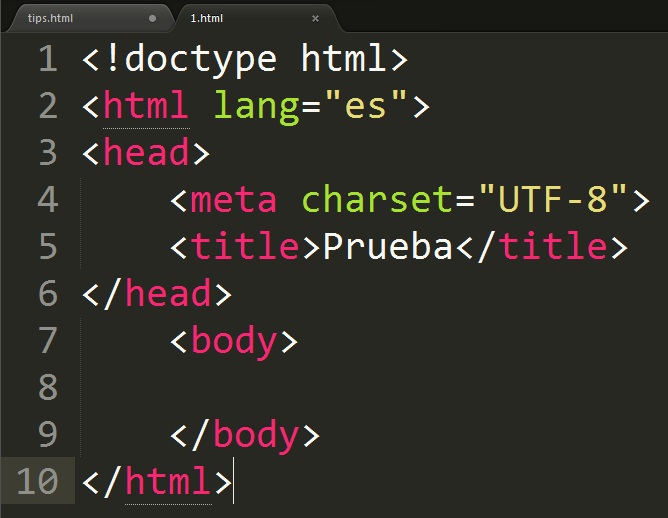 tips.html
1.html
1 <!doctype html>
2 <html lang="es">
3 <head>
4     <meta charset="UTF-8">
5     <title>Prueba</title>
6 </head>
7     <body>
8
9     </body>
10 </html>